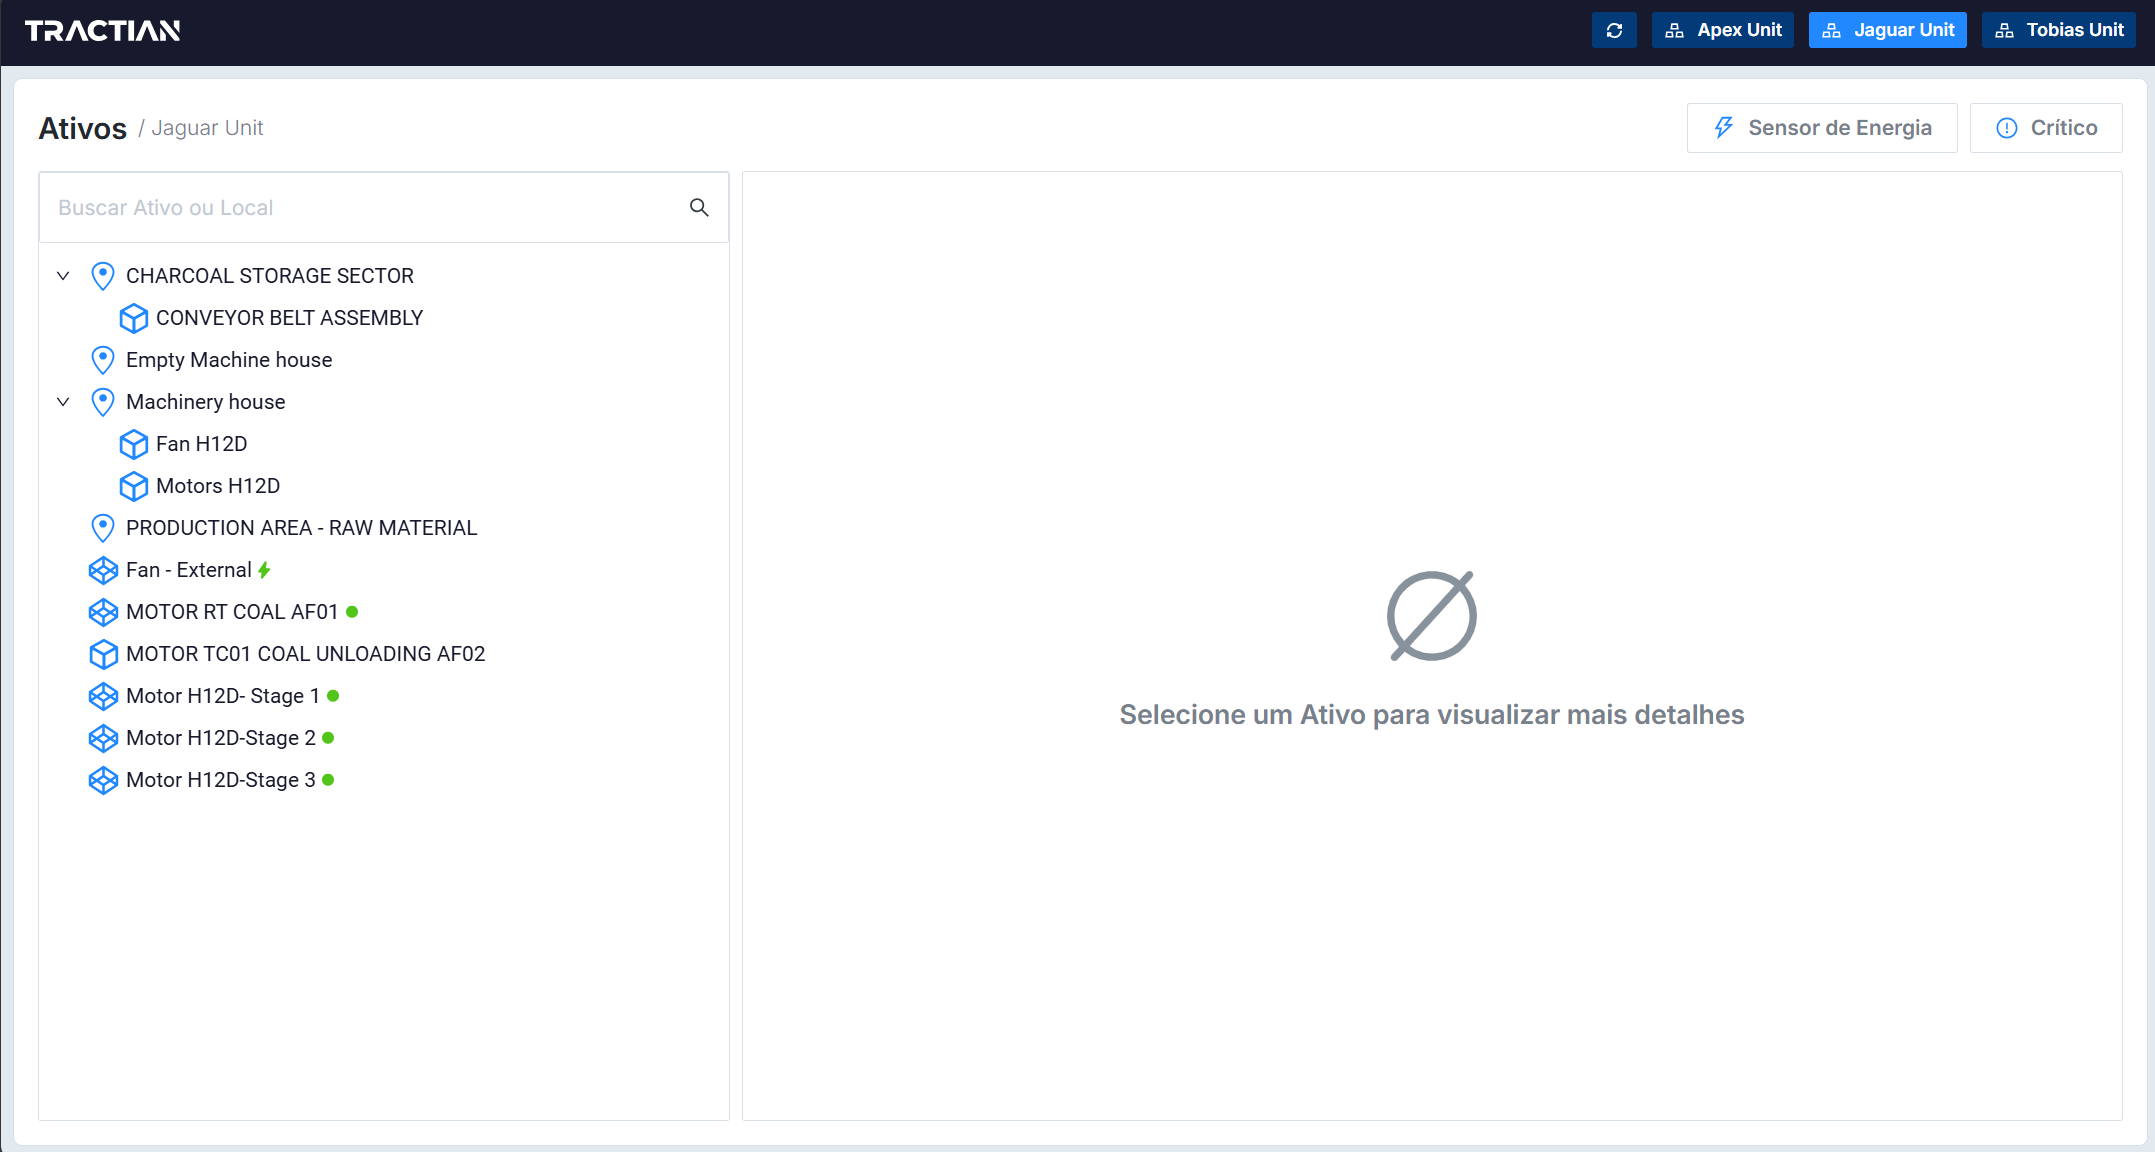 TRACTIAN
Apex Unit
Jaguar Unit
Tobias Unit
Ativos / Jaguar Unit
Sensor de Energia
Crítico
Buscar Ativo ou Local
CHARCOAL STORAGE SECTOR
CONVEYOR BELT ASSEMBLY
Empty Machine house
Machinery house
Fan H12D
Motors H12D
PRODUCTION AREA - RAW MATERIAL
Fan - External
MOTOR RT COAL AF01
MOTOR TC01 COAL UNLOADING AF02
Motor H12D- Stage 1
Motor H12D-Stage 2
Motor H12D-Stage 3
Selecione um Ativo para visualizar mais detalhes